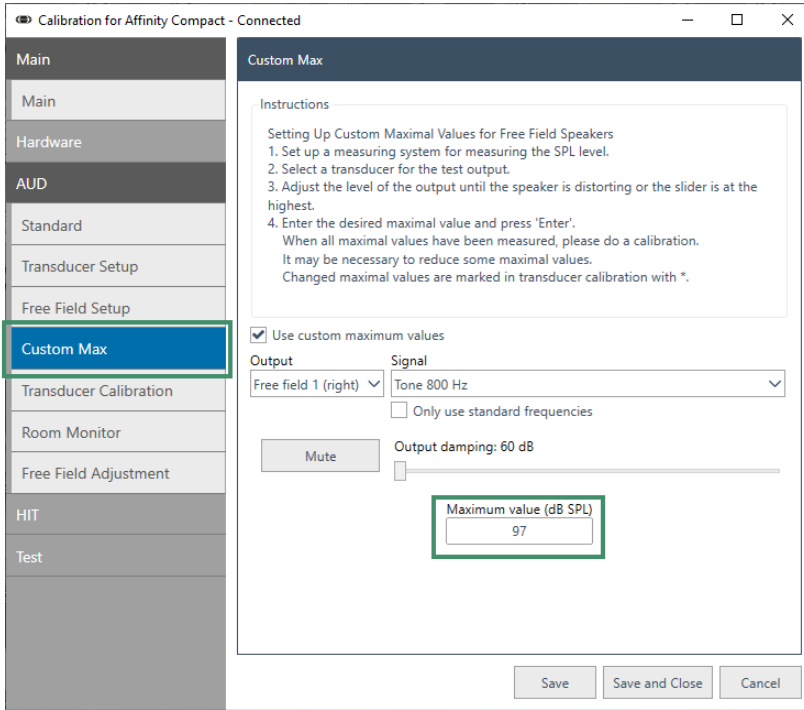 Calibration for Affinity Compact - Connected
Main
Main
Hardware
AUD
Standard
Transducer Setup
Free Field Setup
Custom Max
Transducer Calibration
Room Monitor
Free Field Adjustment
HIT
Test
Custom Max
Instructions
Setting Up Custom Maximal Values for Free Field Speakers
1. Set up a measuring system for measuring the SPL level.
2. Select a transducer for the test output.
3. Adjust the level of the output until the speaker is distorting or the slider is at the
highest.
4. Enter the desired maximal value and press 'Enter'.
When all maximal values have been measured, please do a calibration.
It may be necessary to reduce some maximal values.
Changed maximal values are marked in transducer calibration with *.
Use custom maximum values
Output Signal
Free field 1 (right) Tone 800 Hz
Only use standard frequencies
Mute
Output damping: 60 dB
Maximum value (dB SPL)
97
Save Save and Close Cancel